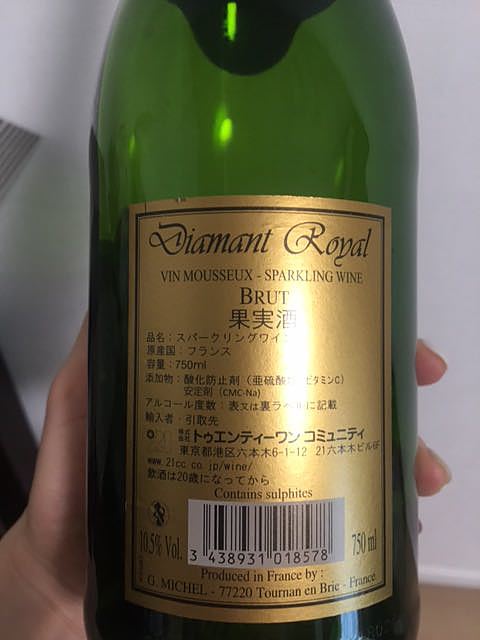 Diamant Royal
VIN MOUSSEUX - SPARKLING WINE
BRUT
果実酒
品名：スパークリングワイン
原産国：フランス
容量：750ml
添加物：酸化防止剤（亜硫酸塩、ビタミンC）
安定剤（CMC-Na）
アルコール度数：表又は裏ラベルに記載
輸入者・引取先
株式会社 トゥエンティーワン コミュニティ
東京都港区六本木6-1-12 21六本木ビル6F
www.21cc.co.jp/wine/
飲酒は20歳になってから
Contains sulphites
10.5% Vol.
3 438931 018578
750 ml
Produced in France by :
G. MICHEL - 77220 Tournan en Brie - France